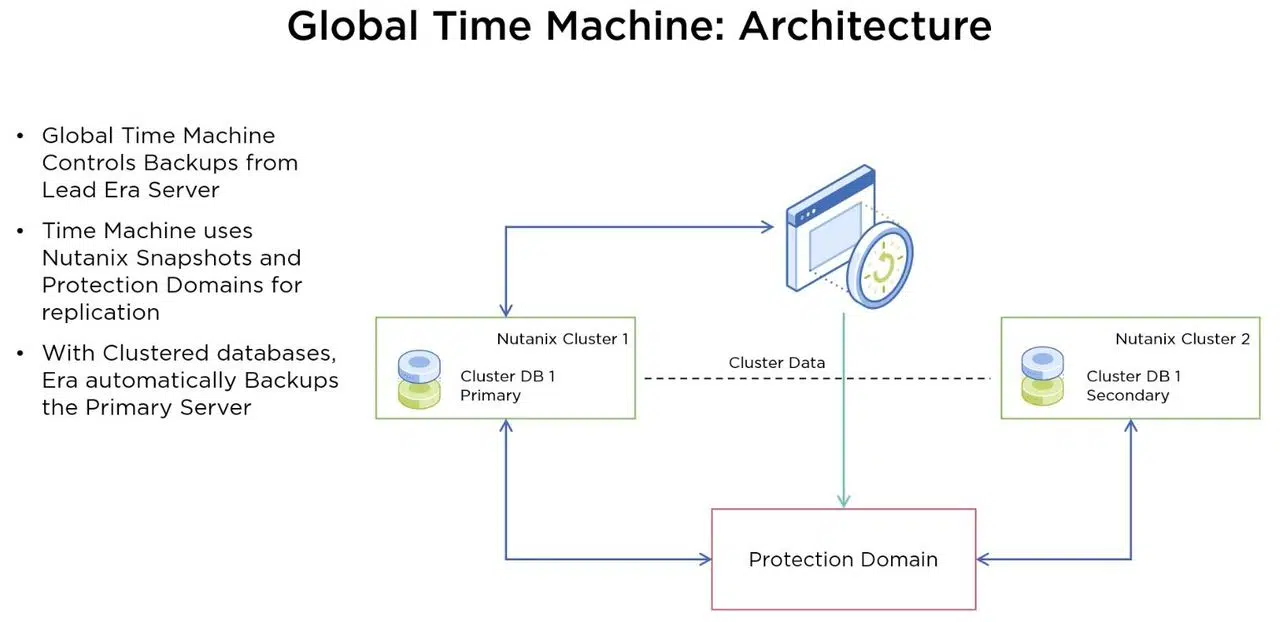 Global Time Machine: Architecture
• Global Time Machine
Controls Backups from
Lead Era Server
• Time Machine uses
Nutanix Snapshots and
Protection Domains for
replication
• With Clustered databases,
Era automatically Backups
the Primary Server
Nutanix Cluster 1
Cluster DB 1
Primary
Cluster Data
Nutanix Cluster 2
Cluster DB 1
Secondary
Protection Domain